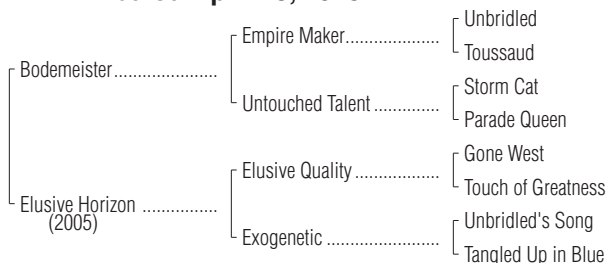 Unbridled
Empire Maker....................
Toussaud
Bodemeister......................
Storm Cat
Untouched Talent ..............
Parade Queen
Gone West
Elusive Quality ..................
Touch of Greatness
Elusive Horizon ................
(2005)
Unbridled's Song
Exogenetic ........................
Tangled Up in Blue